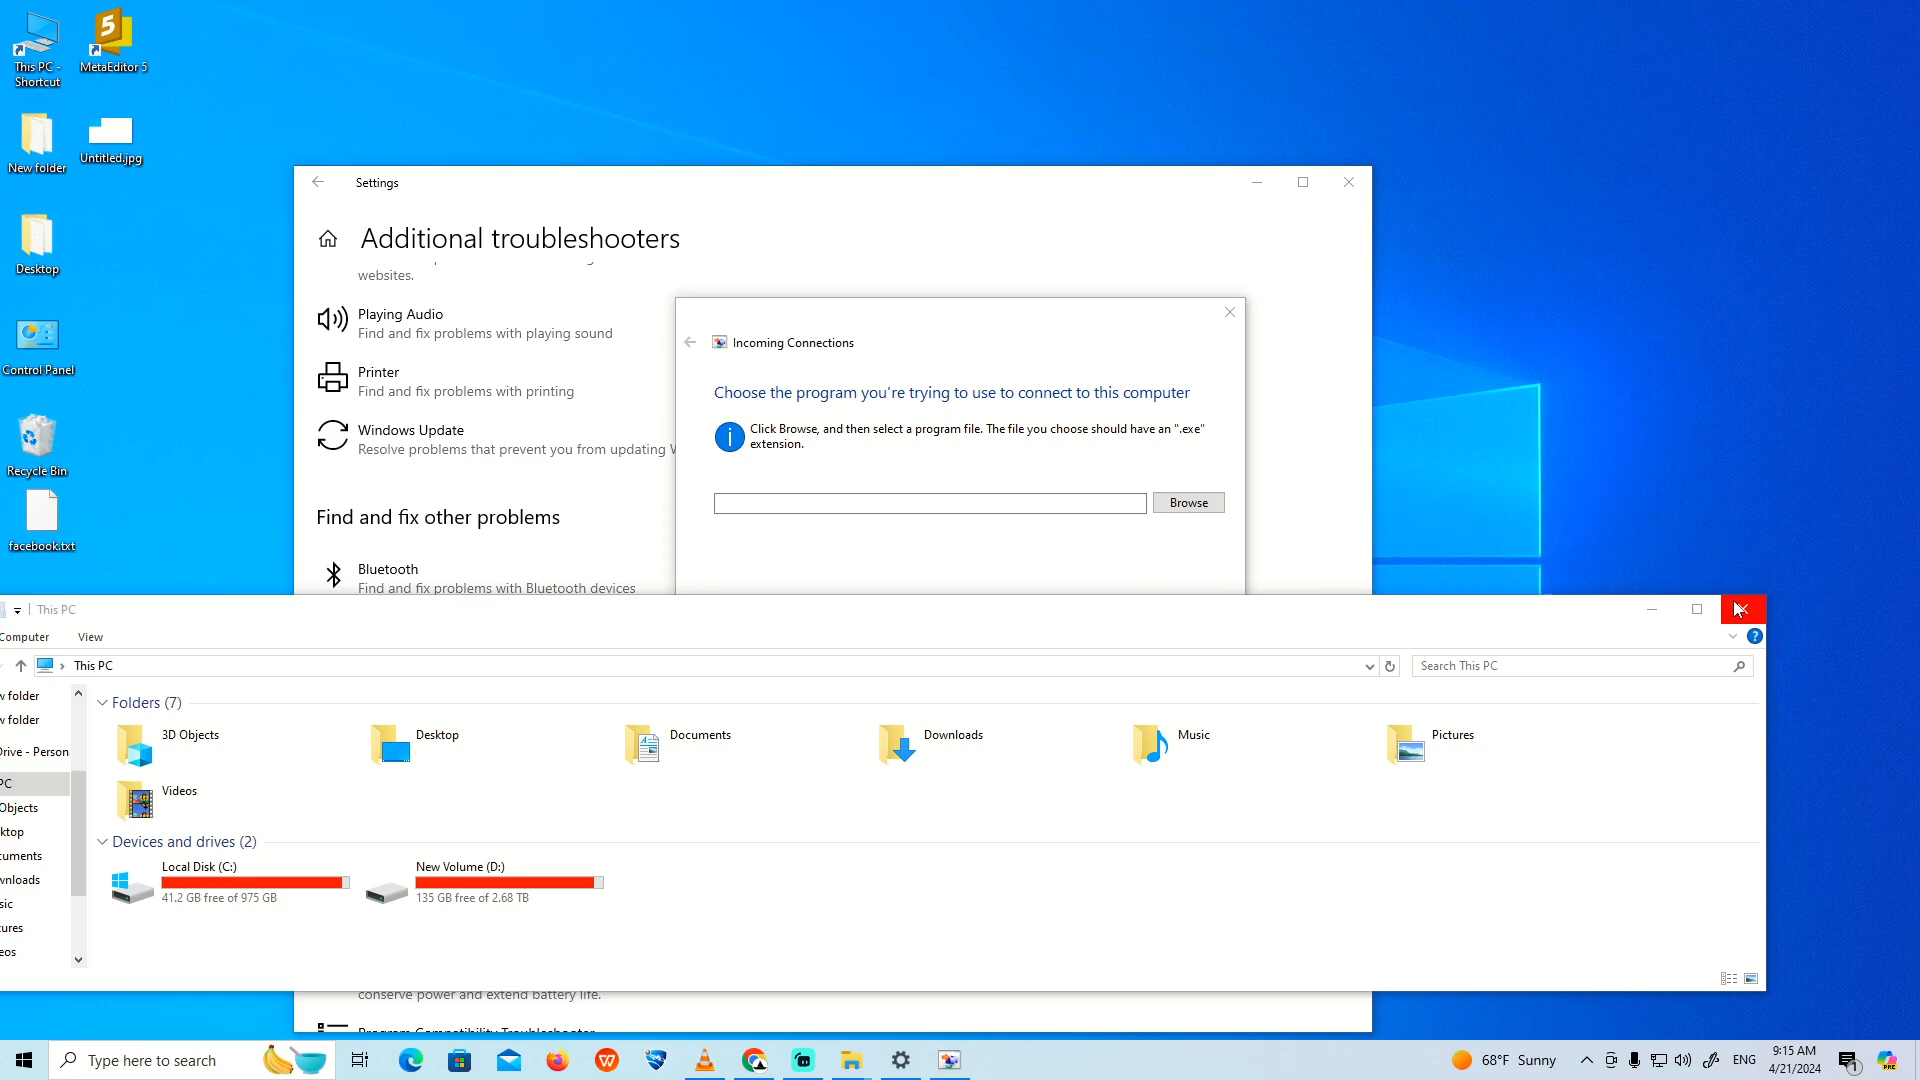 This PC -
Shortcut
MetaEditor 5
New folder
Untitled.jpg
Desktop
Control Panel
Recycle Bin
facebook.txt
Settings
Additional troubleshooters
websites.
Playing Audio
Find and fix problems with playing sound
Printer
Find and fix problems with printing
Windows Update
Resolve problems that prevent you from updating
Find and fix other problems
Bluetooth
Find and fix problems with Bluetooth devices
Incoming Connections
Choose the program you're trying to use to connect to this computer
Click Browse, and then select a program file. The file you choose should have an ".exe"
extension.
Browse
This PC
Computer
View
This PC
Search This PC
w folder
w folder
Drive - Person
PC
Objects
ktop
cuments
wnloads
sic
tures
eos
Folders (7)
3D Objects
Desktop
Documents
Downloads
Music
Pictures
Videos
Devices and drives (2)
Local Disk (C:)
41.2 GB free of 975 GB
New Volume (D:)
135 GB free of 2.68 TB
conserve power and extend battery life.
Program Compatibility Troubleshooter
Type here to search
68°F Sunny
ENG
9:15 AM
4/21/2024
1
PRE